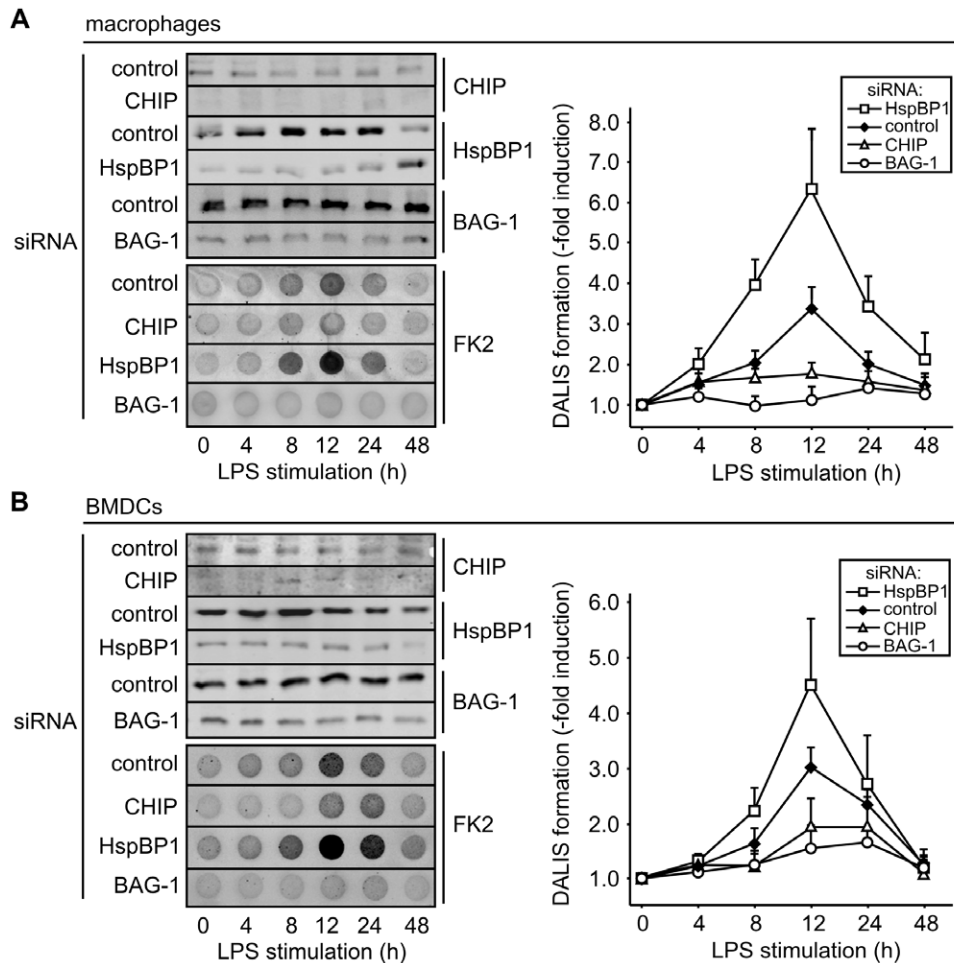 A
macrophages
siRNA
control
CHIP
control
HspBP1
control
BAG-1
control
CHIP
HspBP1
BAG-1
CHIP
HspBP1
BAG-1
FK2
0 4 8 12 24 48
LPS stimulation (h)
DALIS formation (-fold induction)
8.0
7.0
6.0
5.0
4.0
3.0
2.0
1.0
0 4 8 12 24 48
LPS stimulation (h)
siRNA:
HspBP1
control
CHIP
BAG-1
B
BMDCs
siRNA
control
CHIP
control
HspBP1
control
BAG-1
control
CHIP
HspBP1
BAG-1
CHIP
HspBP1
BAG-1
FK2
0 4 8 12 24 48
LPS stimulation (h)
DALIS formation (-fold induction)
6.0
5.0
4.0
3.0
2.0
1.0
0 4 8 12 24 48
LPS stimulation (h)
siRNA:
HspBP1
control
CHIP
BAG-1